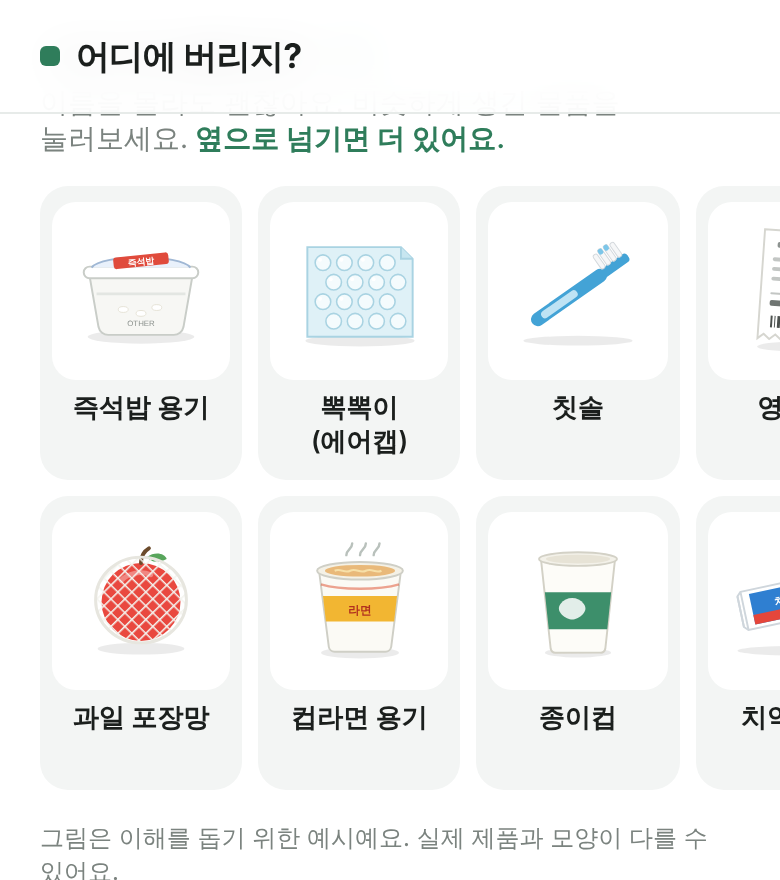 어디에 버리지?
눌러보세요. 옆으로 넘기면 더 있어요.
즉석밥
OTHER
즉석밥 용기
뽁뽁이
(에어캡)
칫솔
영
라면
과일 포장망
컵라면 용기
종이컵
치약
그림은 이해를 돕기 위한 예시예요. 실제 제품과 모양이 다를 수
있어요.